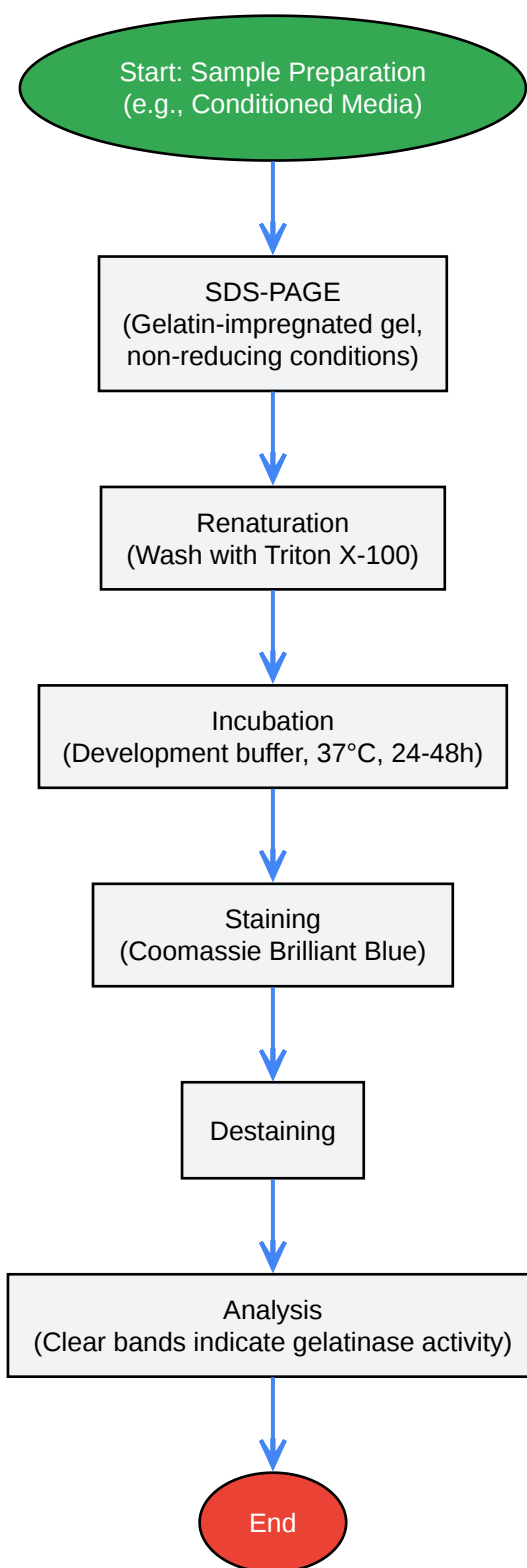 Start: Sample Preparation
(e.g., Conditioned Media)
SDS-PAGE
(Gelatin-impregnated gel,
non-reducing conditions)
Renaturation
(Wash with Triton X-100)
Incubation
(Development buffer, 37°C, 24-48h)
Staining
(Coomassie Brilliant Blue)
Destaining
Analysis
(Clear bands indicate gelatinase activity)
End